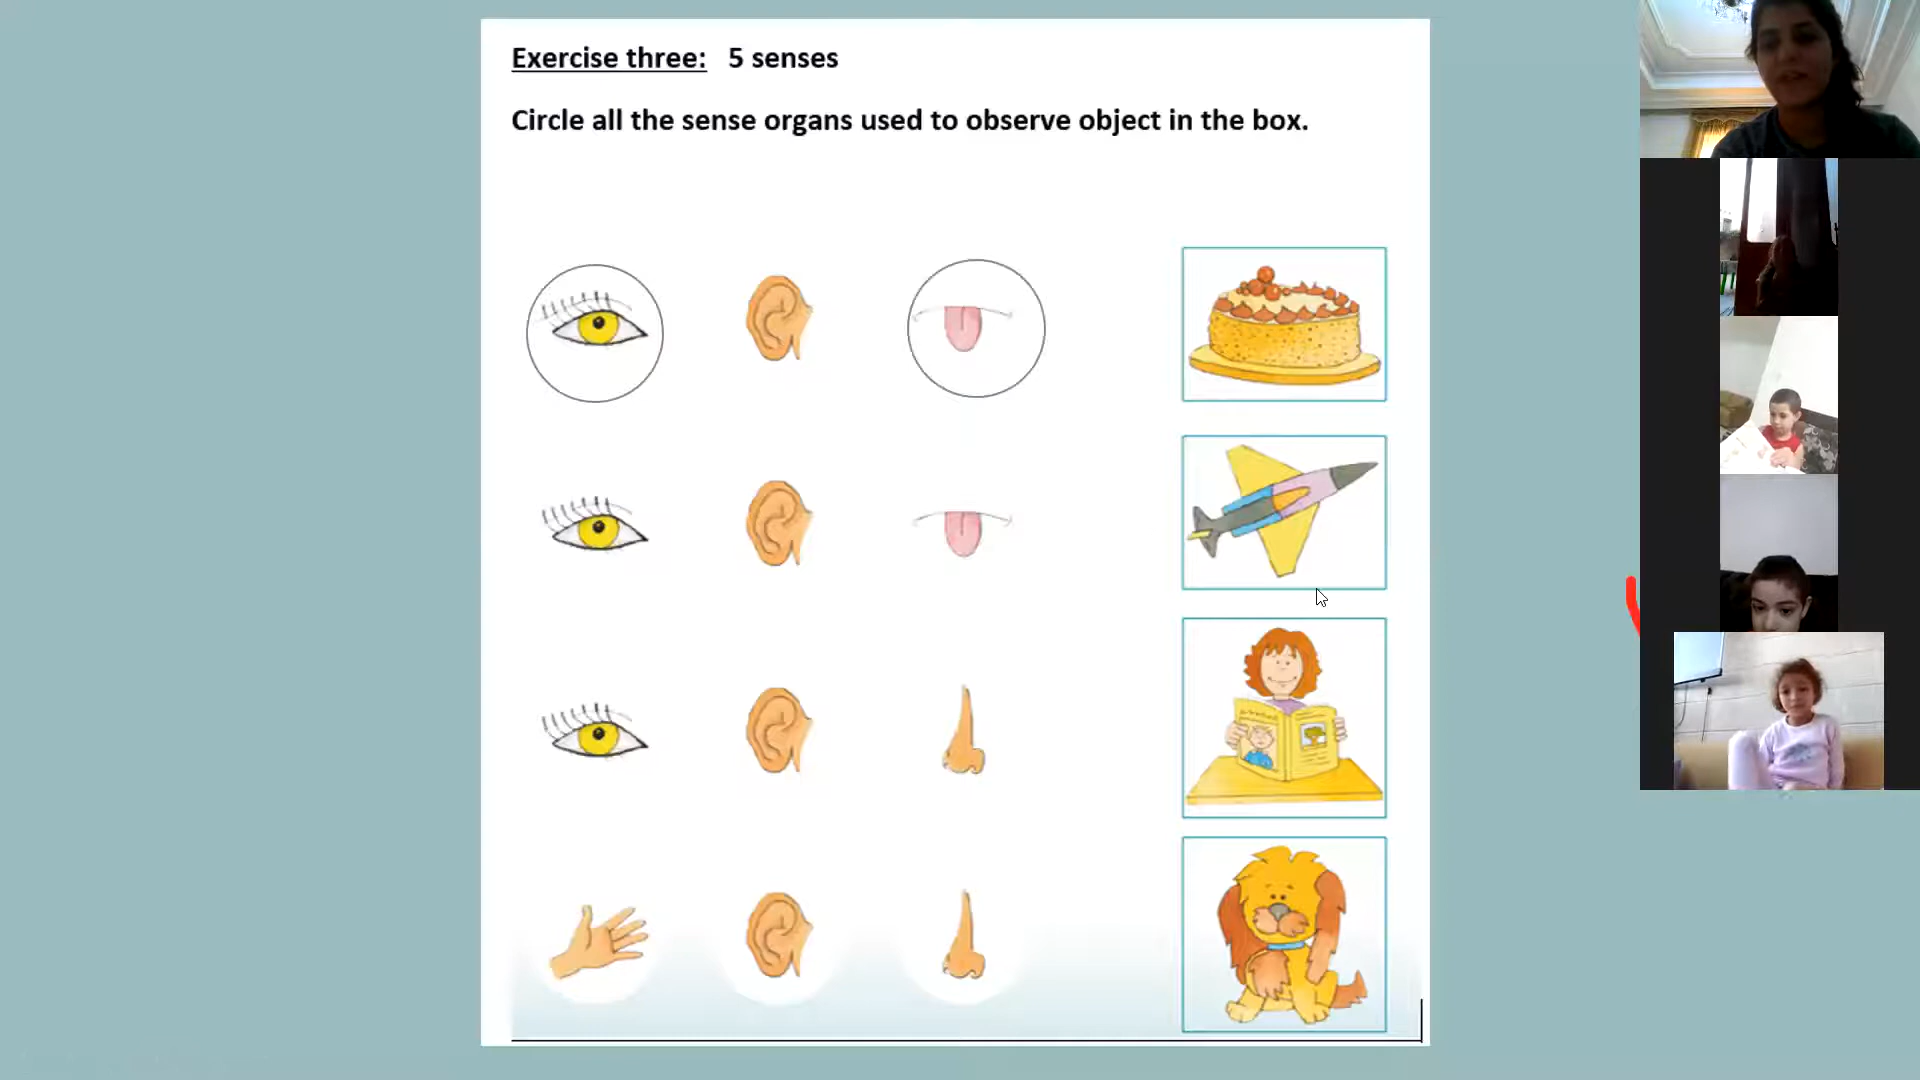 Exercise three: 5 senses
Circle all the sense organs used to observe object in the box.